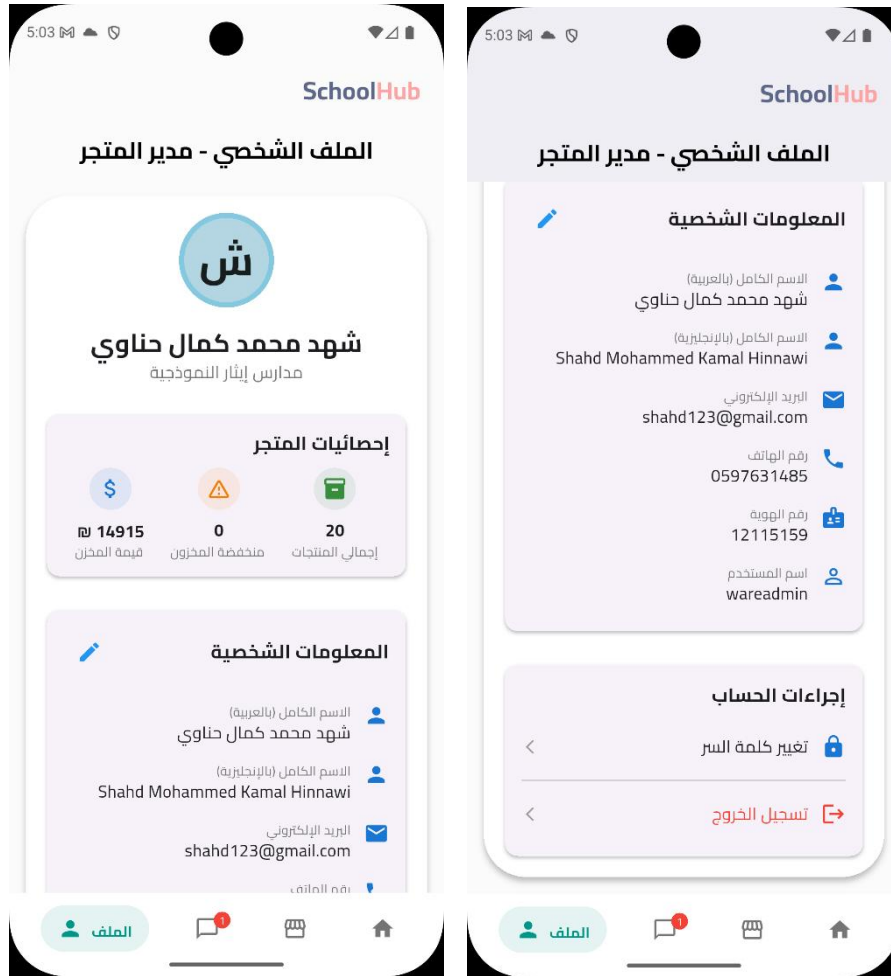 5:03
SchoolHub
الملف الشخصي - مدير المتجر
ش
شهد محمد كمال حناوي
مدارس إيثار النموذجية
إحصائيات المتجر
20
0
14915 ₪
إجمالي المنتجات
منخفضة المخزون
قيمة المخزن
المعلومات الشخصية
الاسم الكامل (بالعربية)
شهد محمد كمال حناوي
الاسم الكامل (بالإنجليزية)
Shahd Mohammed Kamal Hinnawi
البريد الإلكتروني
shahd123@gmail.com
رقم الهاتف
1
الملف
5:03
SchoolHub
الملف الشخصي - مدير المتجر
المعلومات الشخصية
الاسم الكامل (بالعربية)
شهد محمد كمال حناوي
الاسم الكامل (بالإنجليزية)
Shahd Mohammed Kamal Hinnawi
البريد الإلكتروني
shahd123@gmail.com
رقم الهاتف
0597631485
رقم الهوية
12115159
اسم المستخدم
wareadmin
إجراءات الحساب
تغيير كلمة السر
تسجيل الخروج
1
الملف